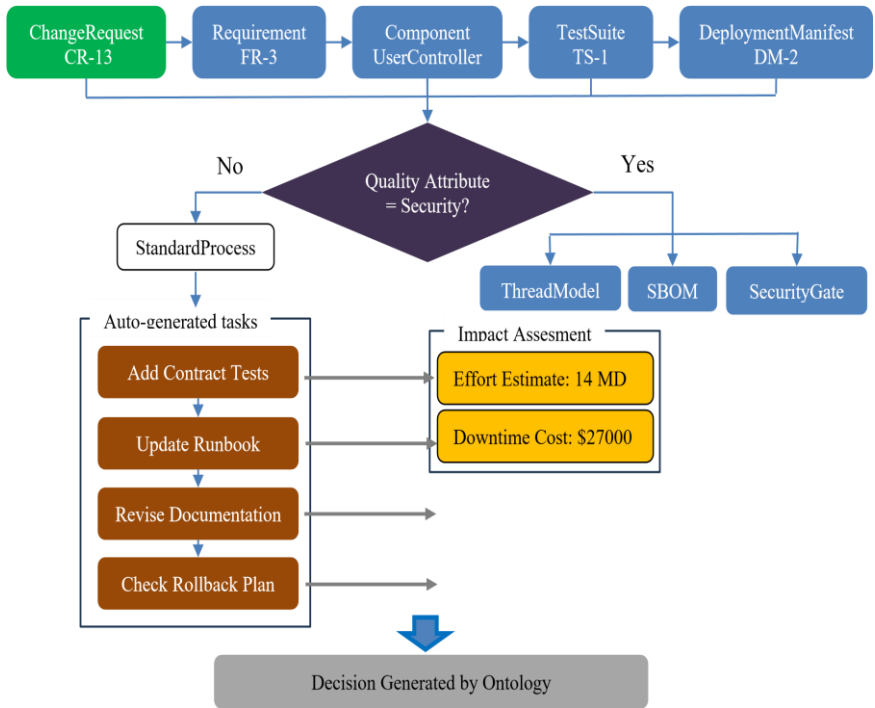 ChangeRequest
CR-13
Requirement
FR-3
Component
UserController
TestSuite
TS-1
DeploymentManifest
DM-2
No
Quality Attribute
= Security?
Yes
StandardProcess
ThreadModel
SBOM
SecurityGate
Auto-generated tasks
Impact Assesment
Add Contract Tests
Effort Estimate: 14 MD
Update Runbook
Downtime Cost: $27000
Revise Documentation
Check Rollback Plan
Decision Generated by Ontology